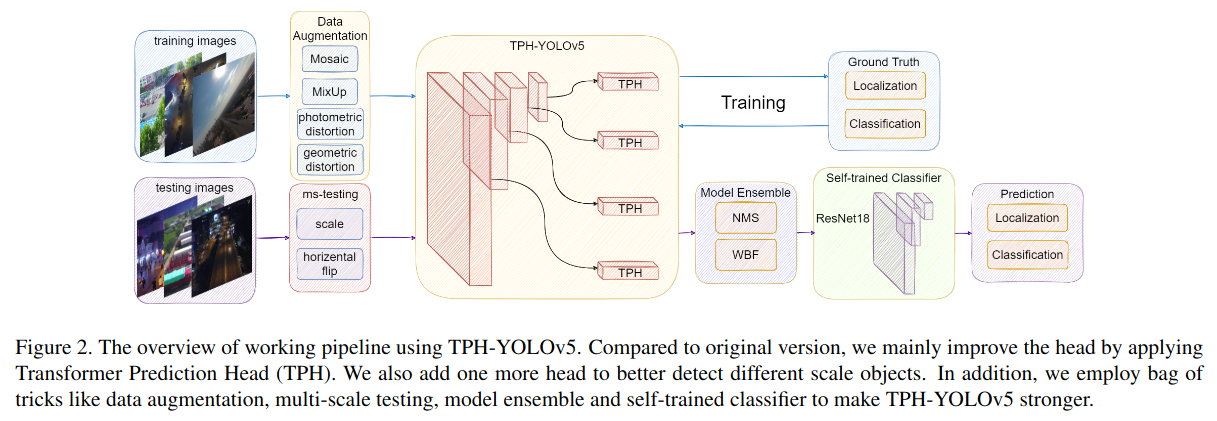 training images
Data
Augmentation
Mosaic
MixUp
photometric
distortion
geometric
distortion
TPH-YOLOv5
TPH
TPH
TPH
TPH
Training
Ground Truth
Localization
Classification
testing images
ms-testing
scale
horizental
flip
Model Ensemble
NMS
WBF
Self-trained Classifier
ResNet18
Prediction
Localization
Classification
Figure 2. The overview of working pipeline using TPH-YOLOv5. Compared to original version, we mainly improve the head by applying
Transformer Prediction Head (TPH). We also add one more head to better detect different scale objects. In addition, we employ bag of
tricks like data augmentation, multi-scale testing, model ensemble and self-trained classifier to make TPH-YOLOv5 stronger.